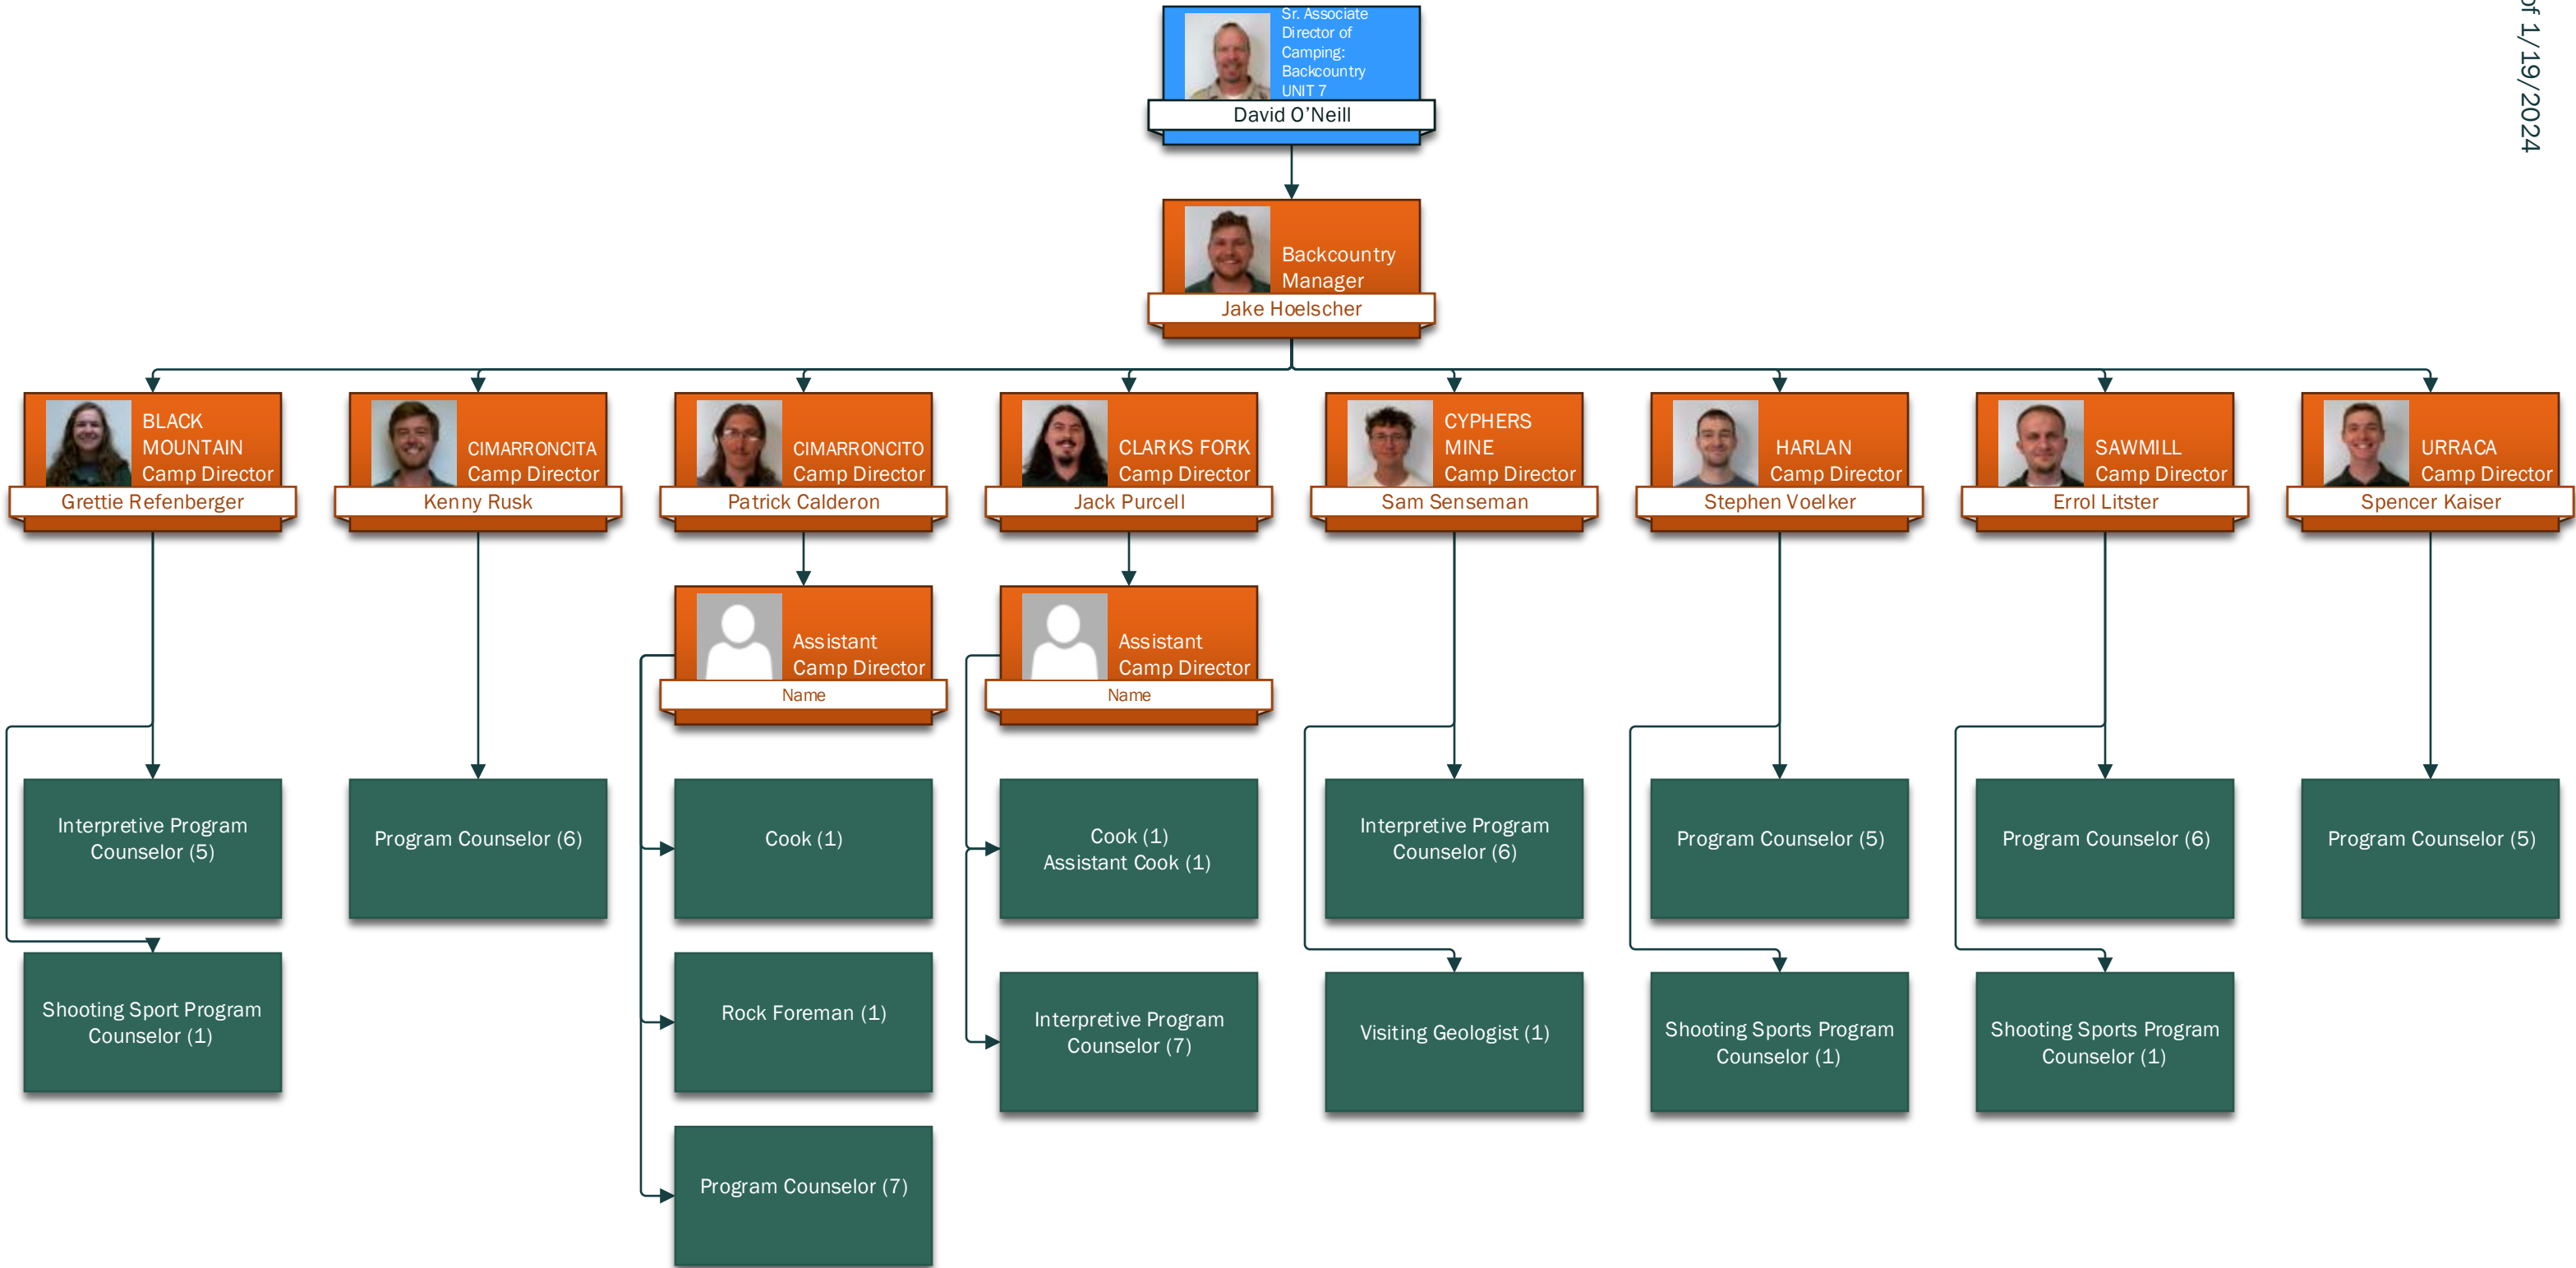 of 1/19/2024
Sr. Associate
Director of
Camping:
Backcountry
UNIT 7
David O’Neill
Backcountry
Manager
Jake Hoelscher
BLACK
MOUNTAIN
Camp Director
Grettie Refenberger
CIMARRONCITA
Camp Director
Kenny Rusk
CIMARRONCITO
Camp Director
Patrick Calderon
CLARKS FORK
Camp Director
Jack Purcell
CYPHERS
MINE
Camp Director
Sam Senseman
HARLAN
Camp Director
Stephen Voelker
SAWMILL
Camp Director
Errol Litster
URRACA
Camp Director
Spencer Kaiser
Assistant
Camp Director
Name
Assistant
Camp Director
Name
Interpretive Program
Counselor (5)
Program Counselor (6)
Cook (1)
Cook (1)
Assistant Cook (1)
Interpretive Program
Counselor (6)
Program Counselor (5)
Program Counselor (6)
Program Counselor (5)
Shooting Sport Program
Counselor (1)
Rock Foreman (1)
Interpretive Program
Counselor (7)
Visiting Geologist (1)
Shooting Sports Program
Counselor (1)
Shooting Sports Program
Counselor (1)
Program Counselor (7)